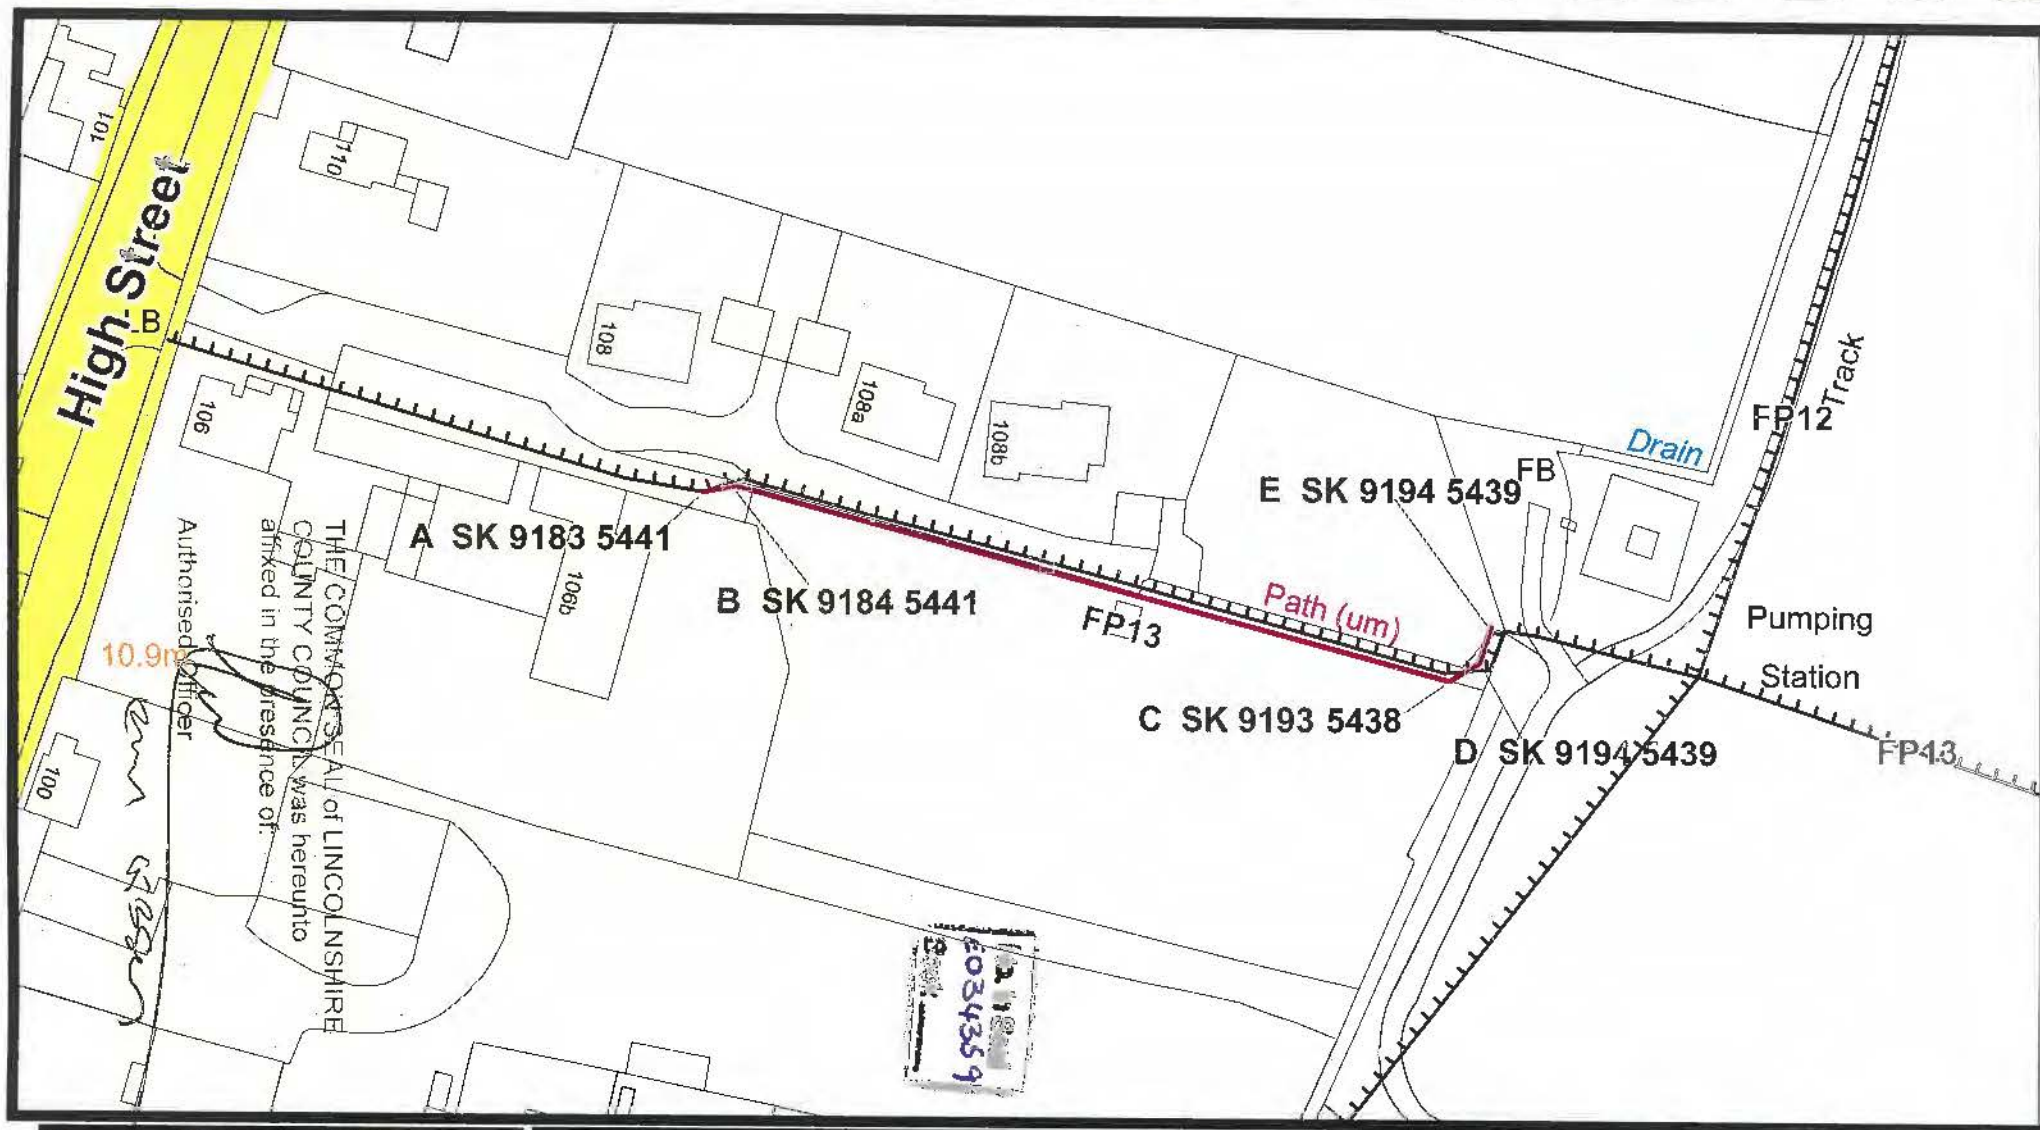 101
High Street
LB
110
108
108a
108b
106
106b
100
10.9m
A SK 9183 5441
B SK 9184 5441
FP13
Path (um)
C SK 9193 5438
D SK 9194 5439
E SK 9194 5439
FB
Drain
FP12
Track
Pumping
Station
FP13
THE COMMON SEAL of LINCOLNSHIRE
COUNTY COUNCIL was hereunto
affixed in the presence of:
Authorised Officer
E0343359